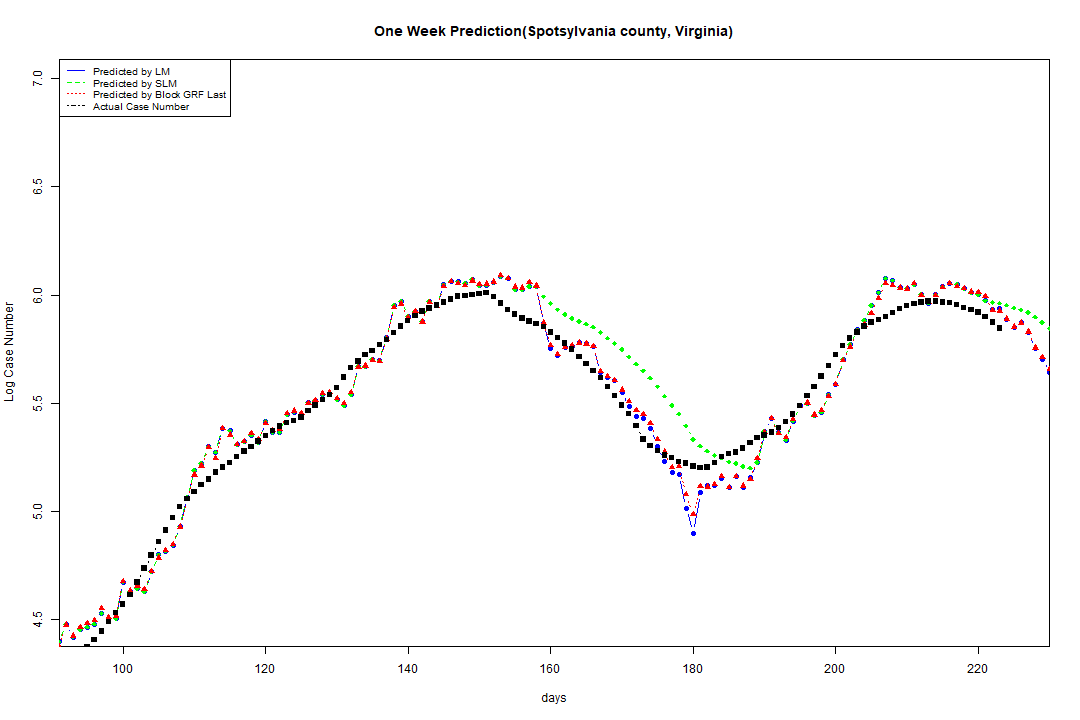 One Week Prediction(Spotsylvania county, Virginia)
Predicted by LM
Predicted by SLM
Predicted by Block GRF Last
Actual Case Number
7.0
6.5
6.0
5.5
5.0
4.5
Log Case Number
100 120 140 160 180 200 220
days